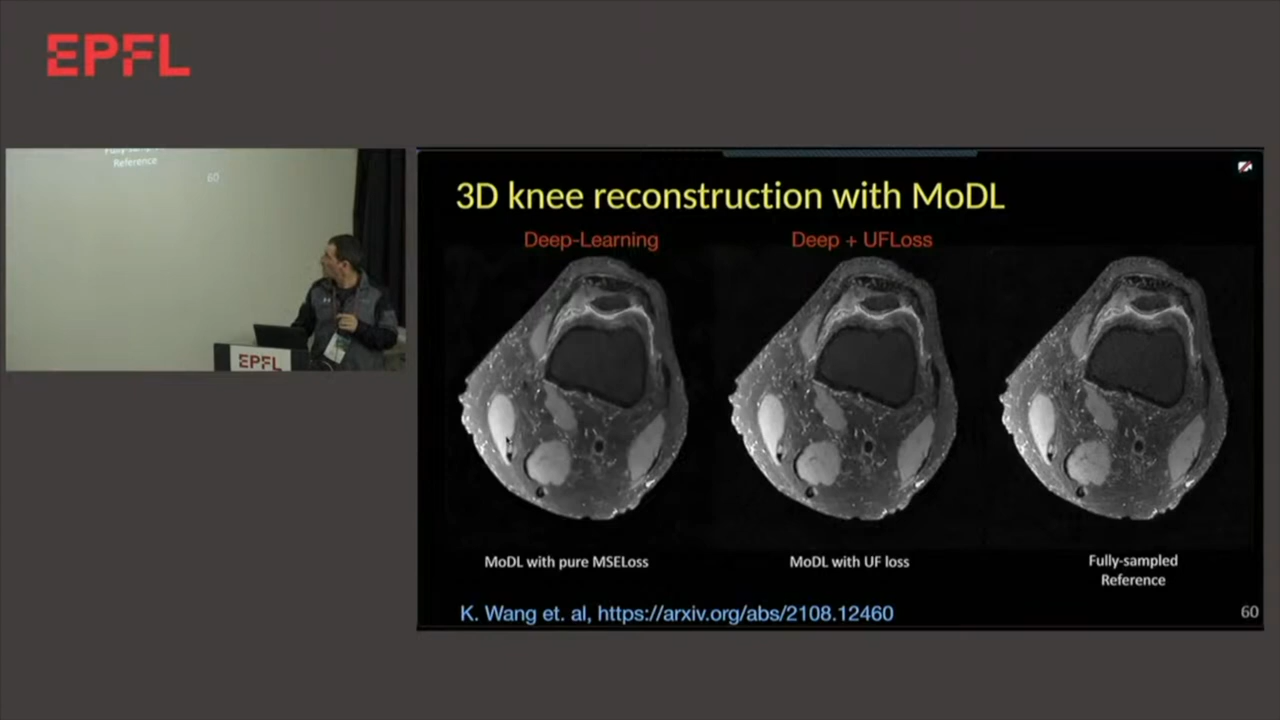 EPFL
Reference
60
EPFL
3D knee reconstruction with MoDL
Deep-Learning
Deep + UFLoss
MoDL with pure MSELoss
MoDL with UF loss
Fully-sampled
Reference
K. Wang et. al, https://arxiv.org/abs/2108.12460
60